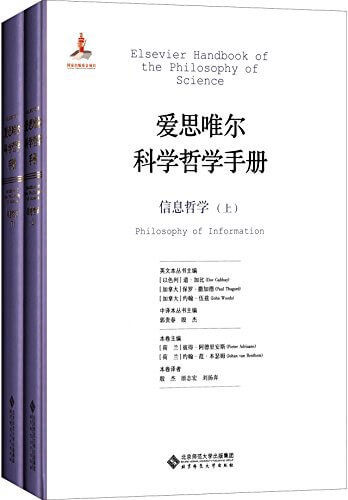 Elsevier Handbook of
the Philosophy of
Science
爱思唯尔
科学哲学手册
信息哲学（上）
Philosophy of Information
英文本丛书主编
［以色列］道·加比（Dov Gabbay）
［加拿大］保罗·撒加德（Paul Thagard）
［加拿大］约翰·伍兹（John Woods）
中译本丛书主编
郭贵春 殷杰
本卷主编
［荷兰］彼得·阿德里安斯（Pieter Adriaans）
［荷兰］约翰·范·本瑟姆（Johan van Benthem）
本卷译者
殷杰 原志宏 刘扬弃
北京师范大学出版集团
北京师范大学出版社